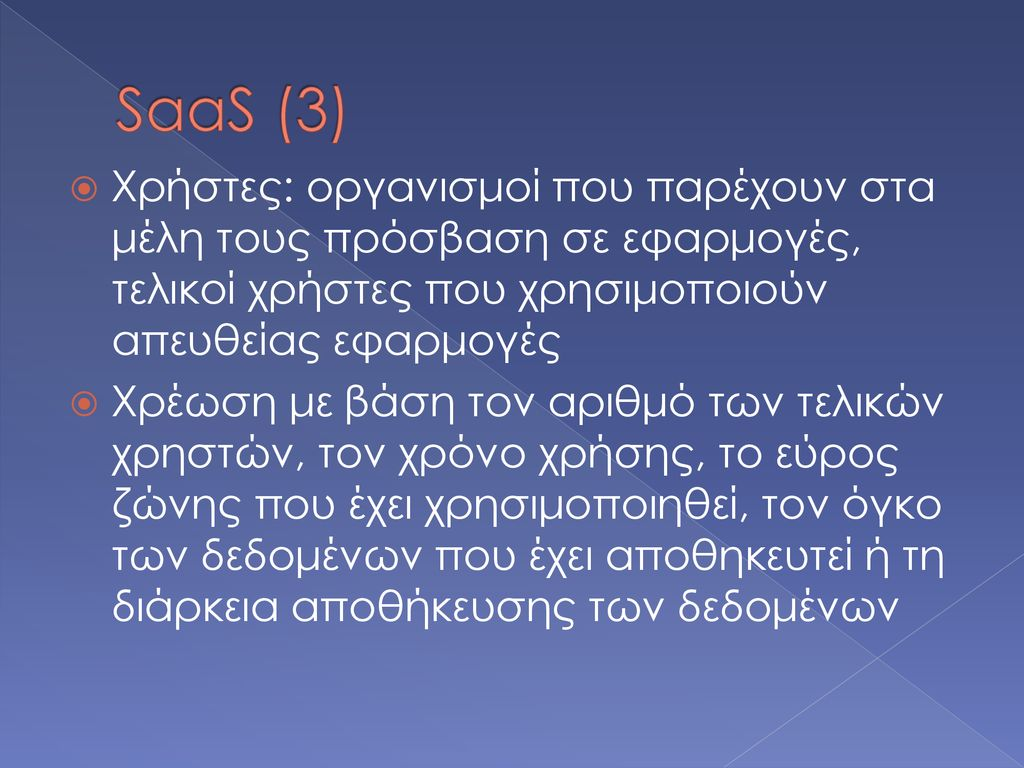 SaaS (3)
Χρήστες: οργανισμοί που παρέχουν στα
μέλη τους πρόσβαση σε εφαρμογές,
τελικοί χρήστες που χρησιμοποιούν
απευθείας εφαρμογές
Χρέωση με βάση τον αριθμό των τελικών
χρηστών, τον χρόνο χρήσης, το εύρος
ζώνης που έχει χρησιμοποιηθεί, τον όγκο
των δεδομένων που έχει αποθηκευτεί ή τη
διάρκεια αποθήκευσης των δεδομένων